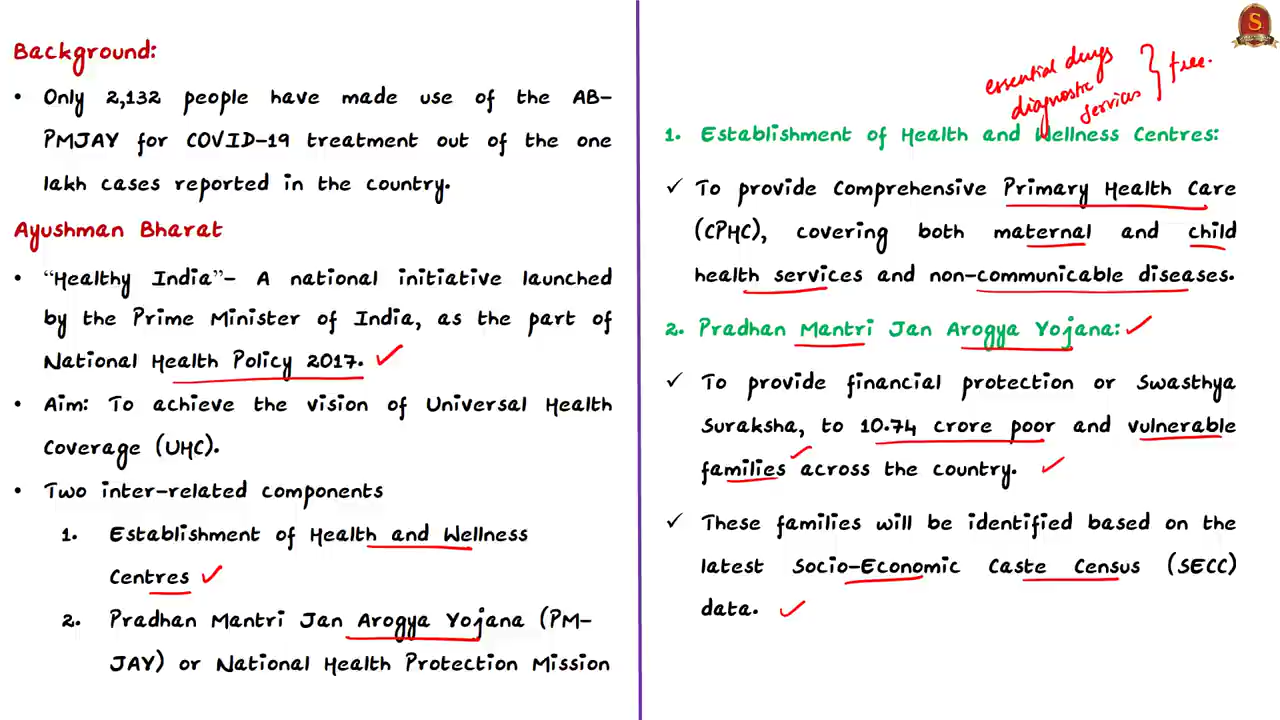 Background:
• Only 2,132 people have made use of the AB-
PMJAY for COVID-19 treatment out of the one
lakh cases reported in the country.
Ayushman Bharat
• “Healthy India”- A national initiative launched
by the Prime Minister of India, as the part of
National Health Policy 2017.
• Aim: To achieve the vision of Universal Health
Coverage (UHC).
• Two inter-related components
1. Establishment of Health and Wellness
Centres
2. Pradhan Mantri Jan Arogya Yojana (PM-
JAY) or National Health Protection Mission
S
essential drugs
diagnostic
services
free.
1. Establishment of Health and Wellness Centres:
✓ To provide Comprehensive Primary Health Care
(CPHC), covering both maternal and child
health services and non-communicable diseases.
2. Pradhan Mantri Jan Arogya Yojana:
✓ To provide financial protection or Swasthya
Suraksha, to 10.74 crore poor and vulnerable
families across the country.
✓ These families will be identified based on the
latest Socio-Economic Caste Census (SECC)
data.